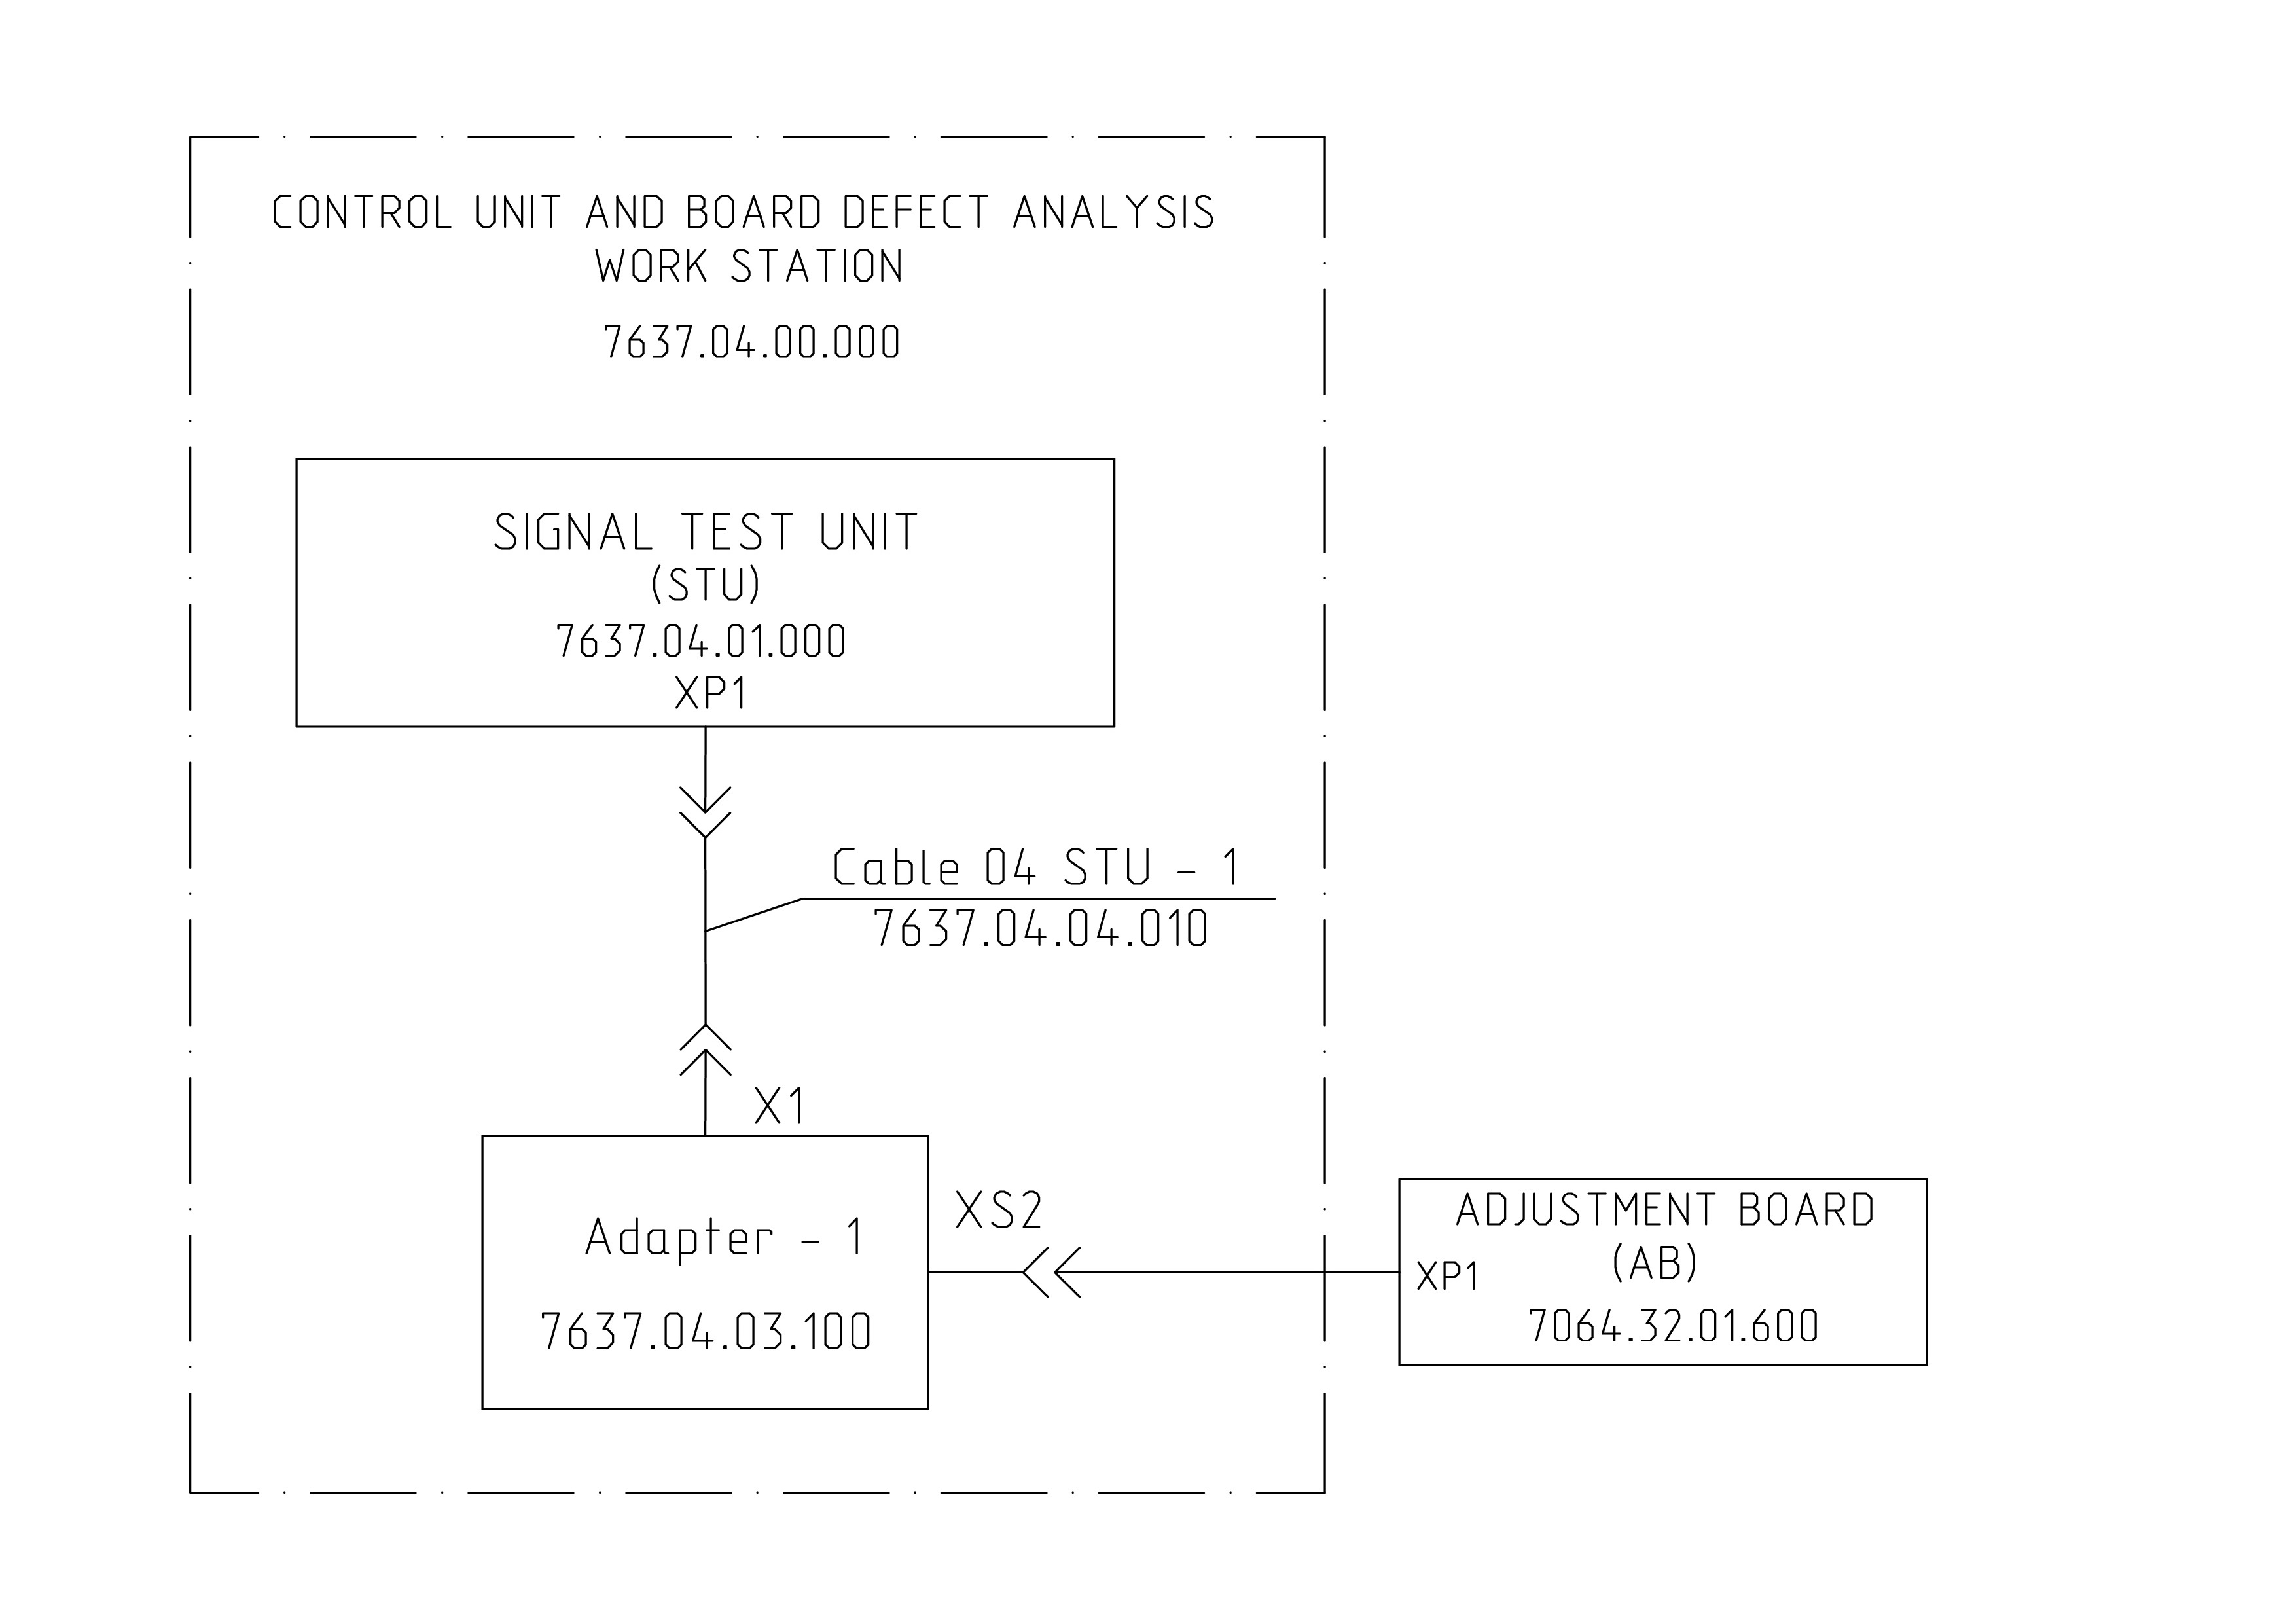 CONTROL UNIT AND BOARD DEFECT ANALYSIS
WORK STATION
7637.04.00.000
SIGNAL TEST UNIT
(STU)
7637.04.01.000
XP1
Cable 04 STU - 1
7637.04.04.010
X1
Adapter - 1
7637.04.03.100
XS2
ADJUSTMENT BOARD
(AB)
XP1
7064.32.01.600